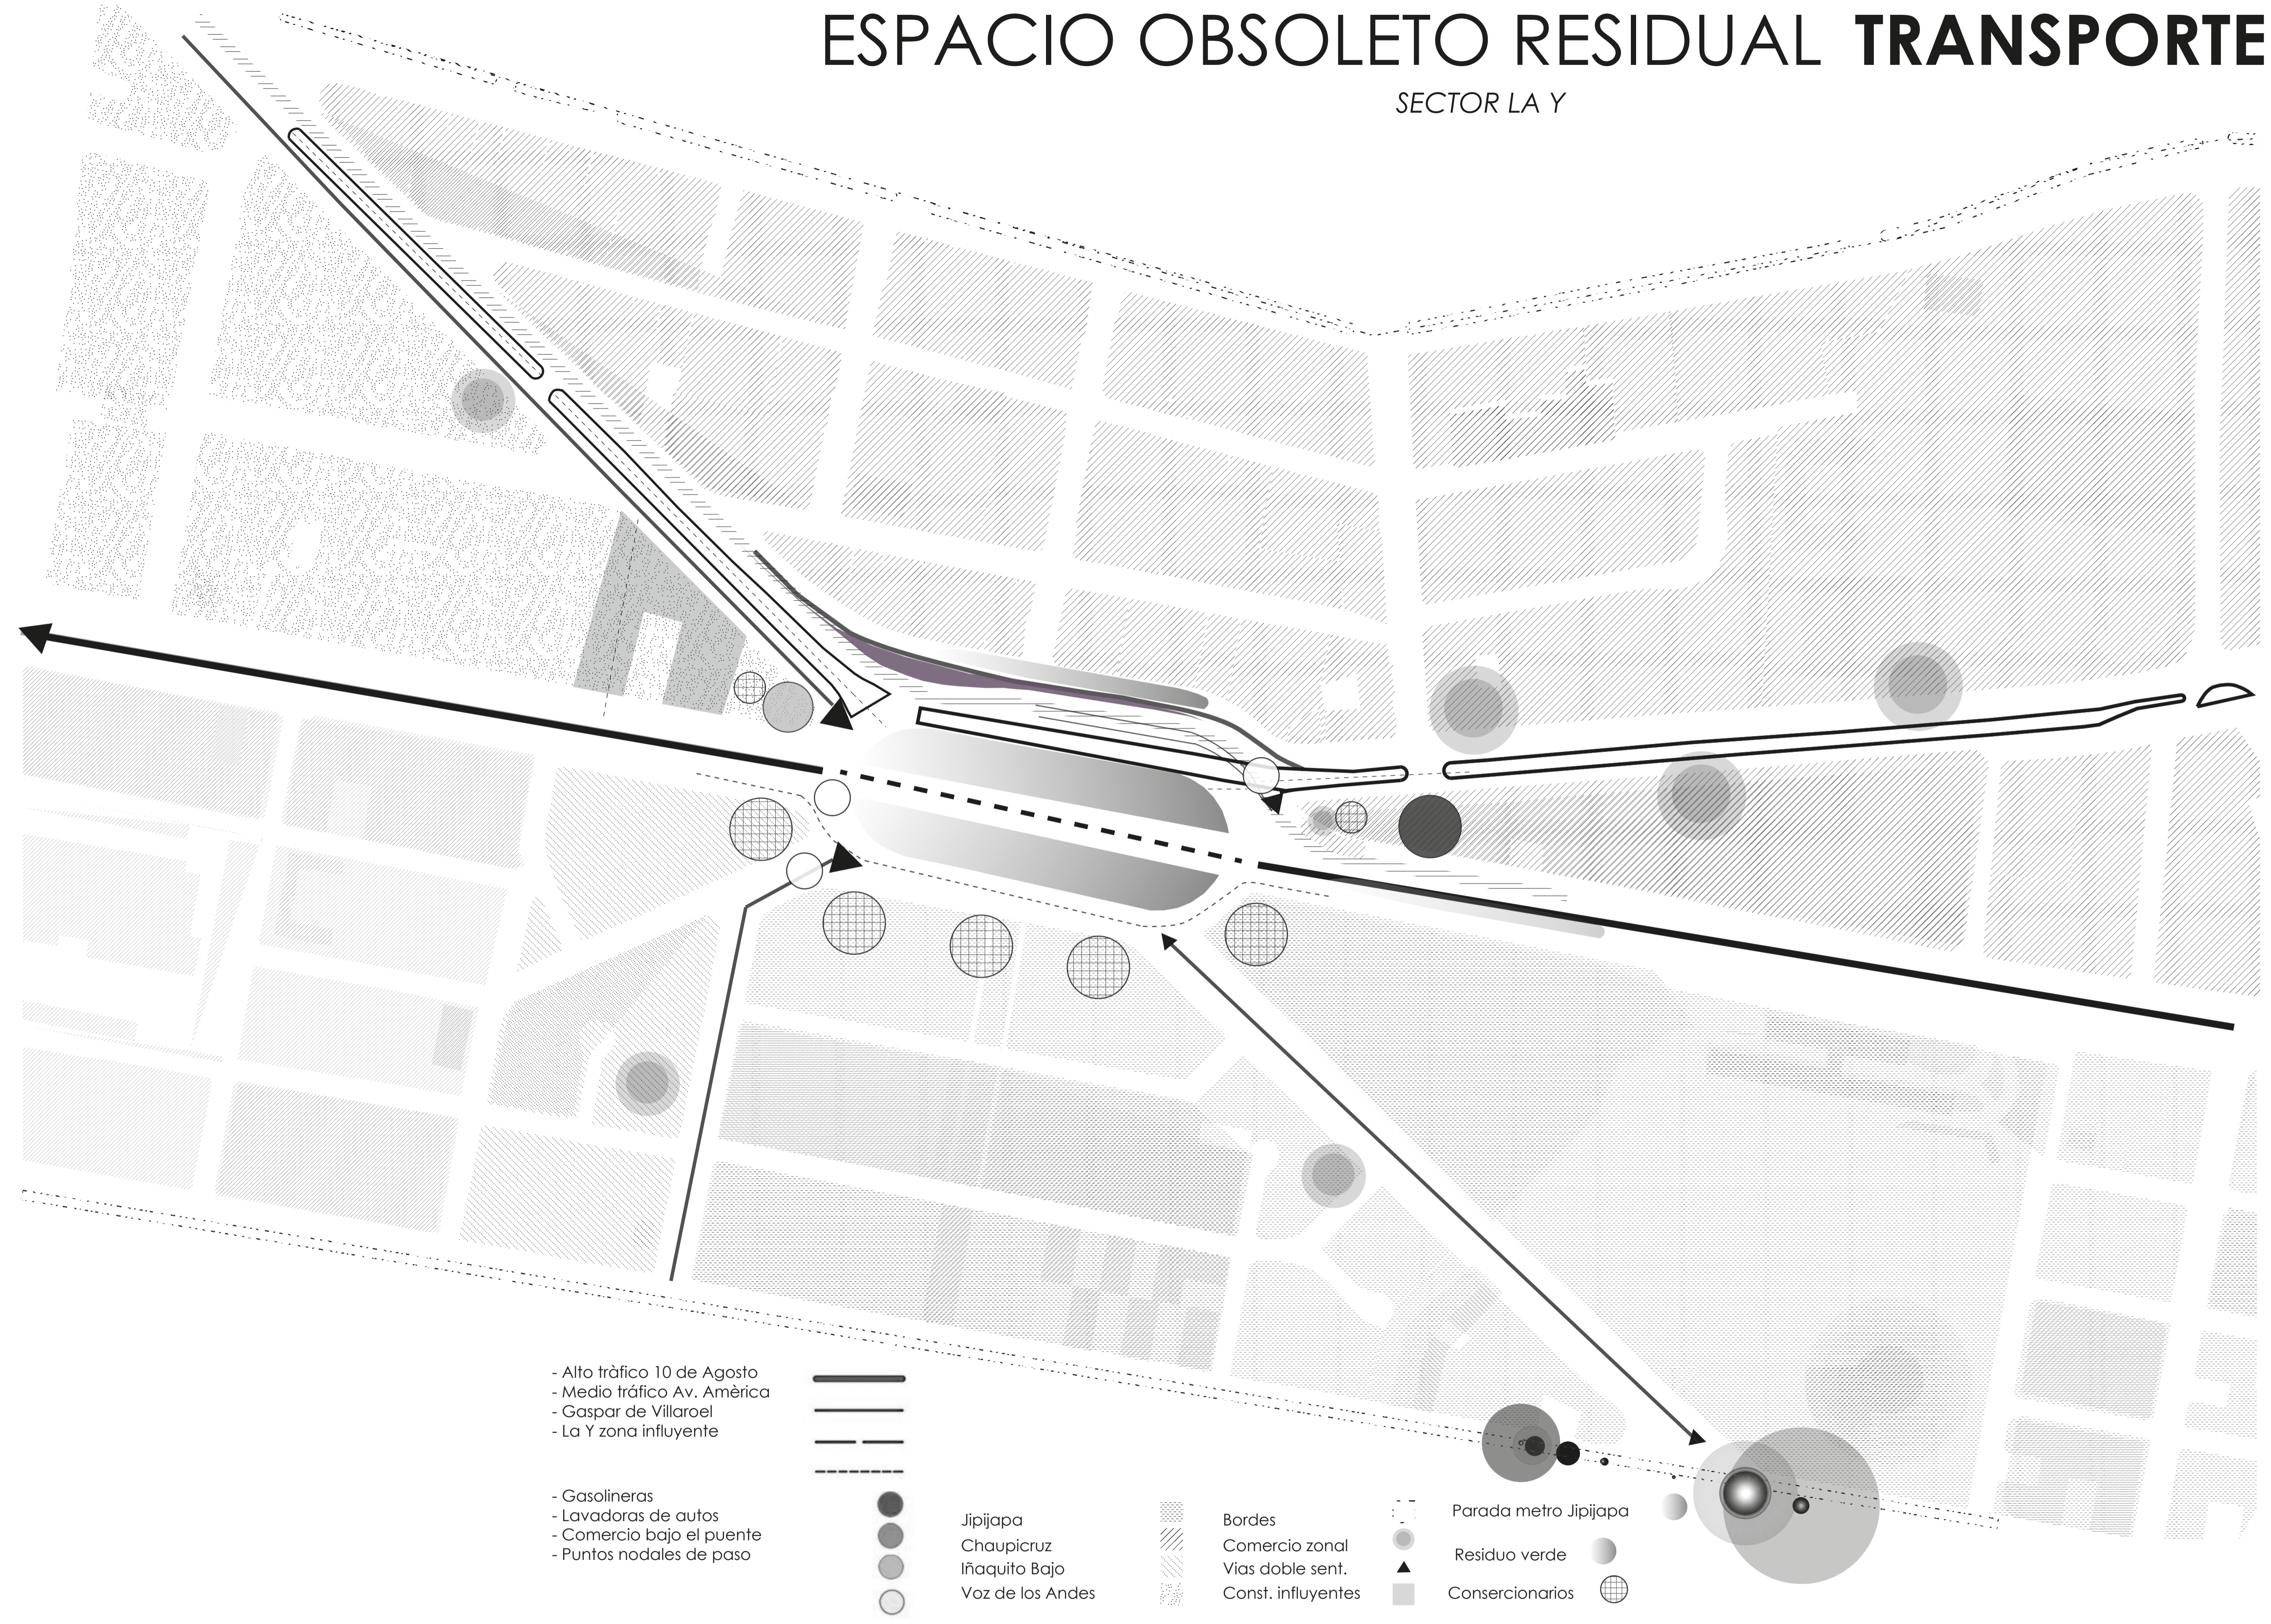 ESPACIO OBSOLETO RESIDUAL TRANSPORTE
SECTOR LA Y
- Alto tràfico 10 de Agosto
- Medio tráfico Av. Amèrica
- Gaspar de Villaroel
- La Y zona influyente
- Gasolineras
- Lavadoras de autos
- Comercio bajo el puente
- Puntos nodales de paso
Jipijapa
Chaupicruz
Iñaquito Bajo
Voz de los Andes
Bordes
Comercio zonal
Vias doble sent.
Const. influyentes
Parada metro Jipijapa
Residuo verde
Consercionarios